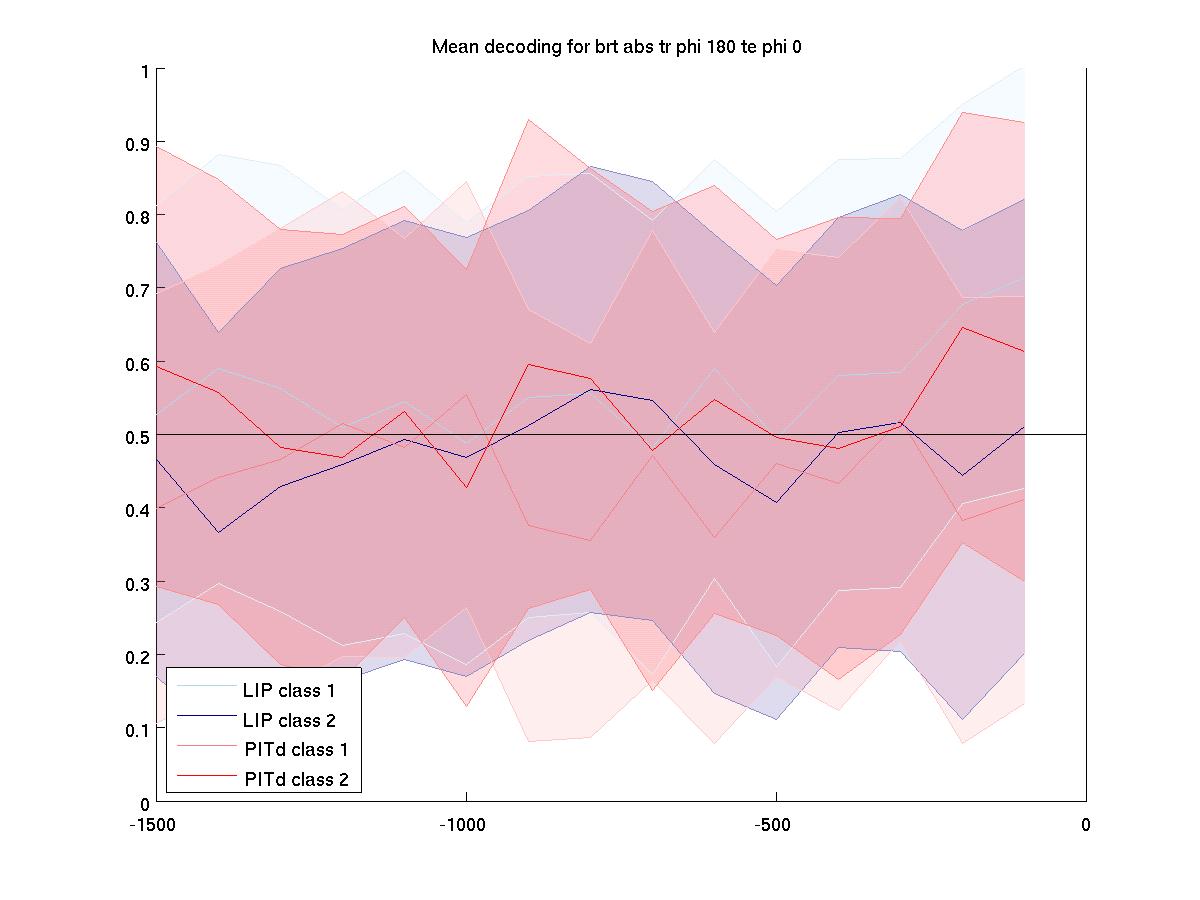 Mean decoding for brt abs tr phi 180 te phi 0
1
0.9
0.8
0.7
0.6
0.5
0.4
0.3
0.2
0.1
0
LIP class 1
LIP class 2
PITd class 1
PITd class 2
-1500 -1000 -500 0